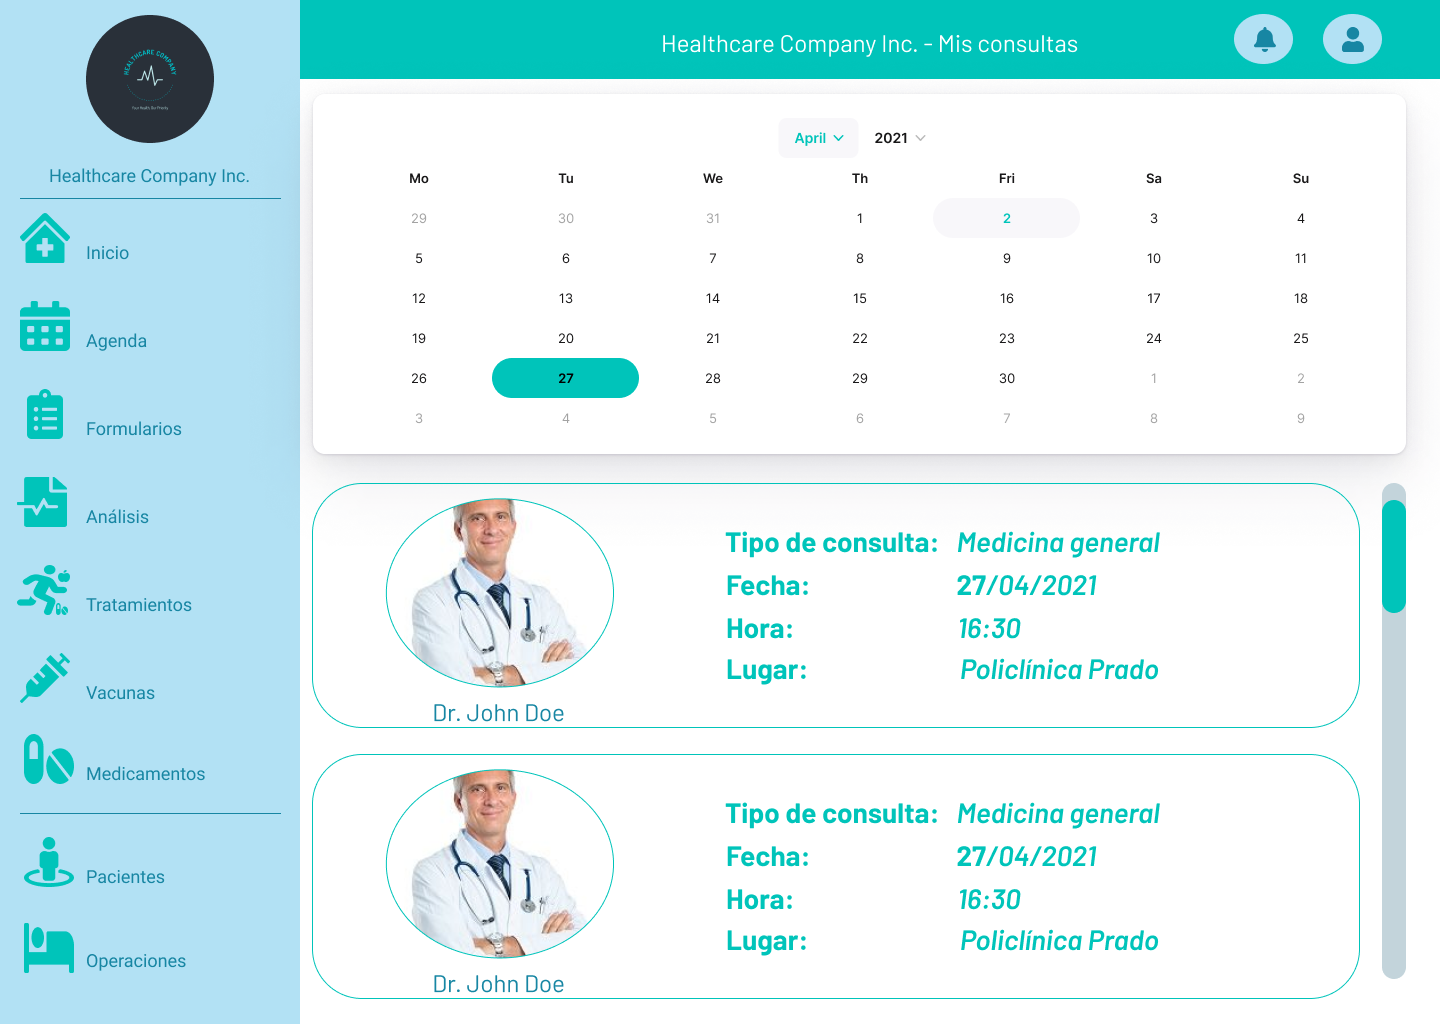 HEALTHCARE COMPANY
Your Health Our Priority
Healthcare Company Inc.
Inicio
Agenda
Formularios
Análisis
Tratamientos
Vacunas
Medicamentos
Pacientes
Operaciones
Healthcare Company Inc. - Mis consultas
April 2021
Mo Tu We Th Fri Sa Su
29 30 31 1 2 3 4
5 6 7 8 9 10 11
12 13 14 15 16 17 18
19 20 21 22 23 24 25
26 27 28 29 30 1 2
3 4 5 6 7 8 9
Dr. John Doe
Tipo de consulta: Medicina general
Fecha: 27/04/2021
Hora: 16:30
Lugar: Policlínica Prado
Dr. John Doe
Tipo de consulta: Medicina general
Fecha: 27/04/2021
Hora: 16:30
Lugar: Policlínica Prado